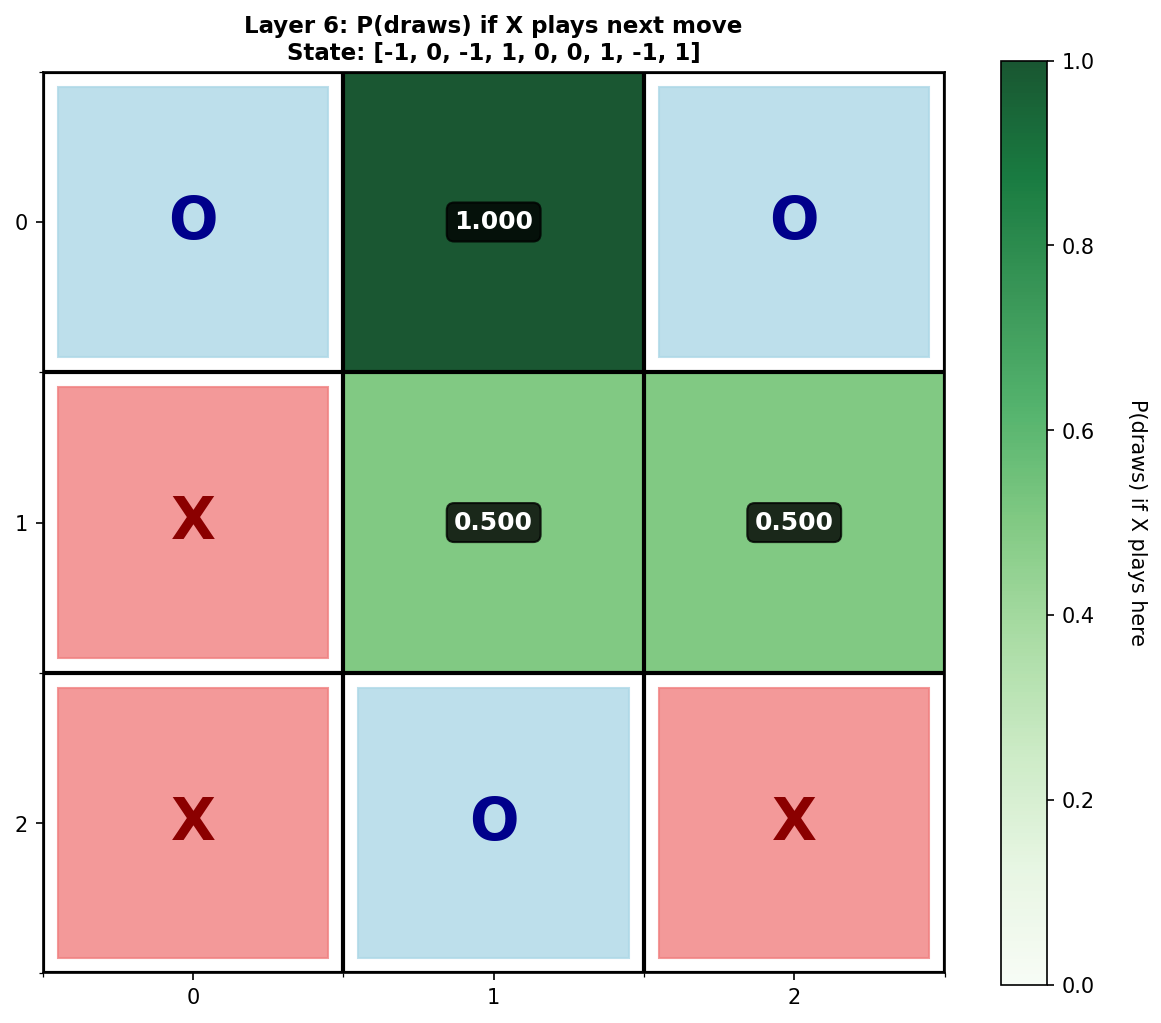 Layer 6: P(draws) if X plays next move
State: [-1, 0, -1, 1, 0, 0, 1, -1, 1]
O 1.000 O
X 0.500 0.500
X O X
0
1
2
0 1 2
1.0
0.8
0.6
0.4
0.2
0.0
P(draws) if X plays here